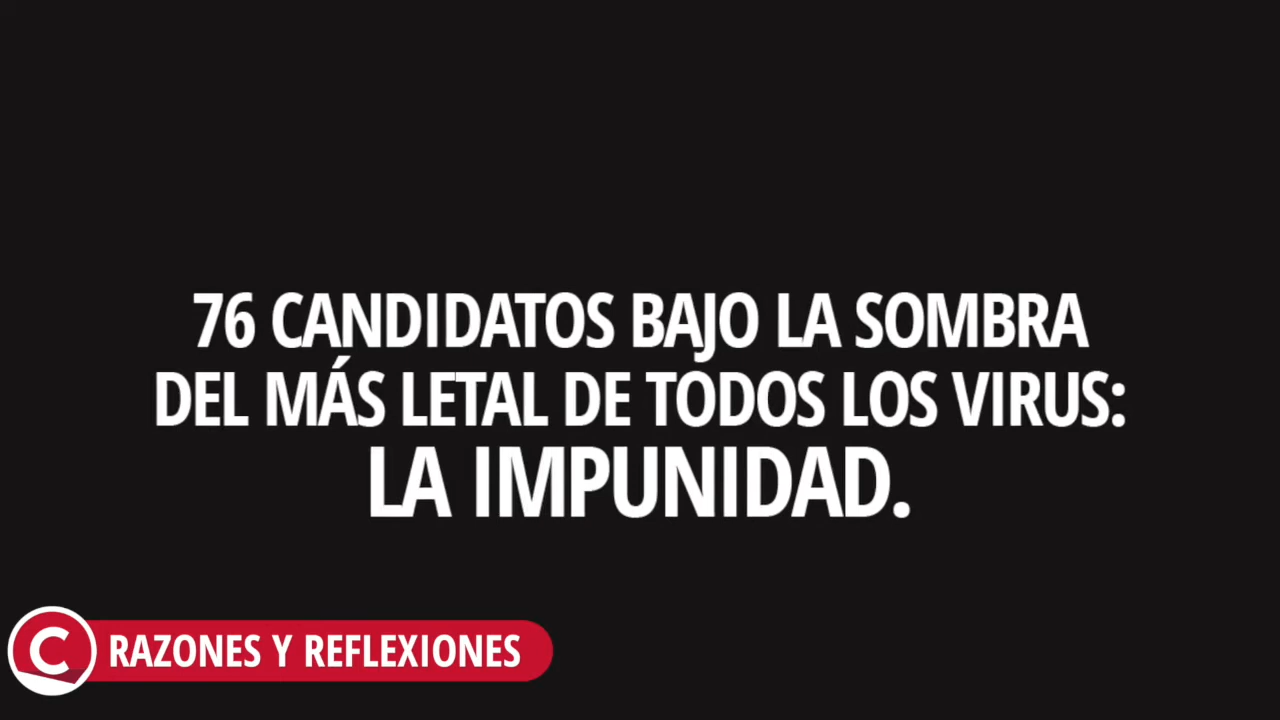 76 CANDIDATOS BAJO LA SOMBRA
DEL MÁS LETAL DE TODOS LOS VIRUS:
LA IMPUNIDAD.
C RAZONES Y REFLEXIONES